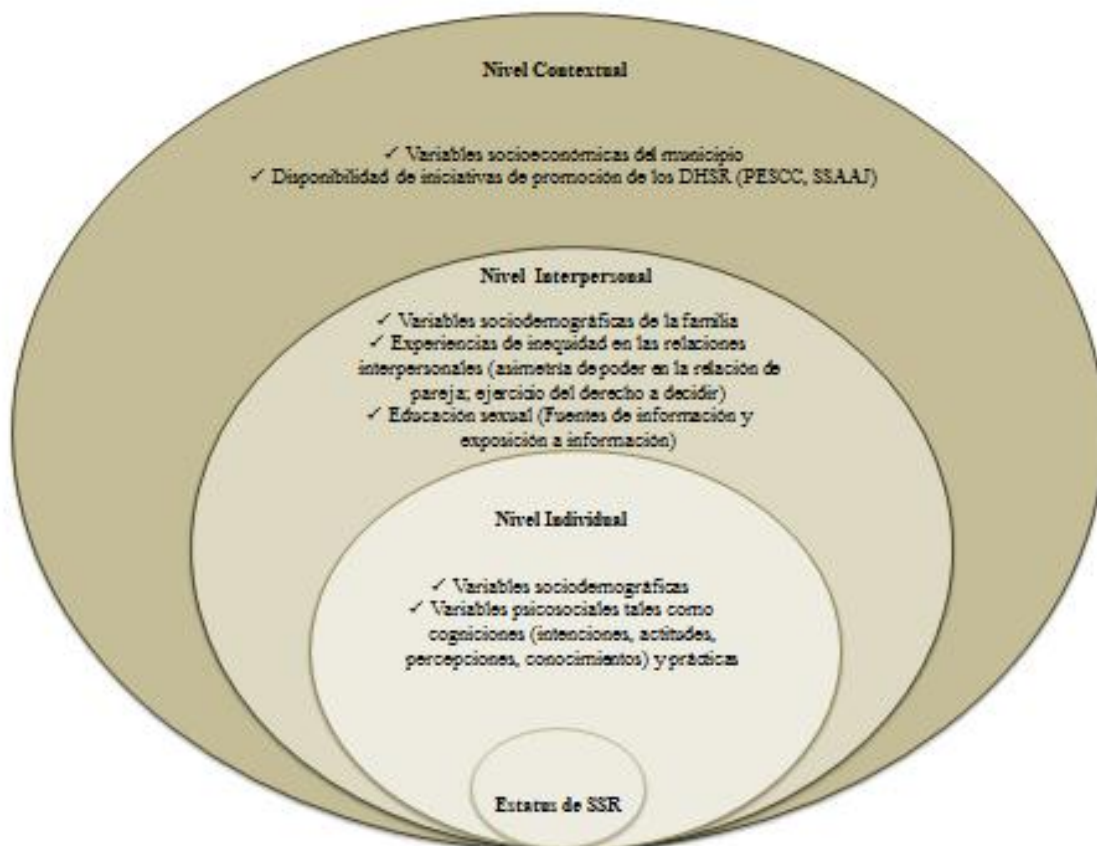 Nivel Contextual
✓ Variables socioeconómicas del municipio
✓ Disponibilidad de iniciativas de promoción de los DHSR (PESCC, SSAAJ)
Nivel Interpersonal
✓ Variables sociodemográficas de la família
✓ Experiencias de inequidad en las relaciones
interpersonales (asimetría de poder en la relación de
pareja; ejercicio del derecho a decidir)
✓ Educación sexual (Fuentes de información y
exposición a información)
Nivel Individual
✓ Variables sociodemográficas
✓ Variables psicosociales tales como
cogniciones (intenciones, actitudes,
percepciones, conocimientos) y prácticas
Estatus de SSR